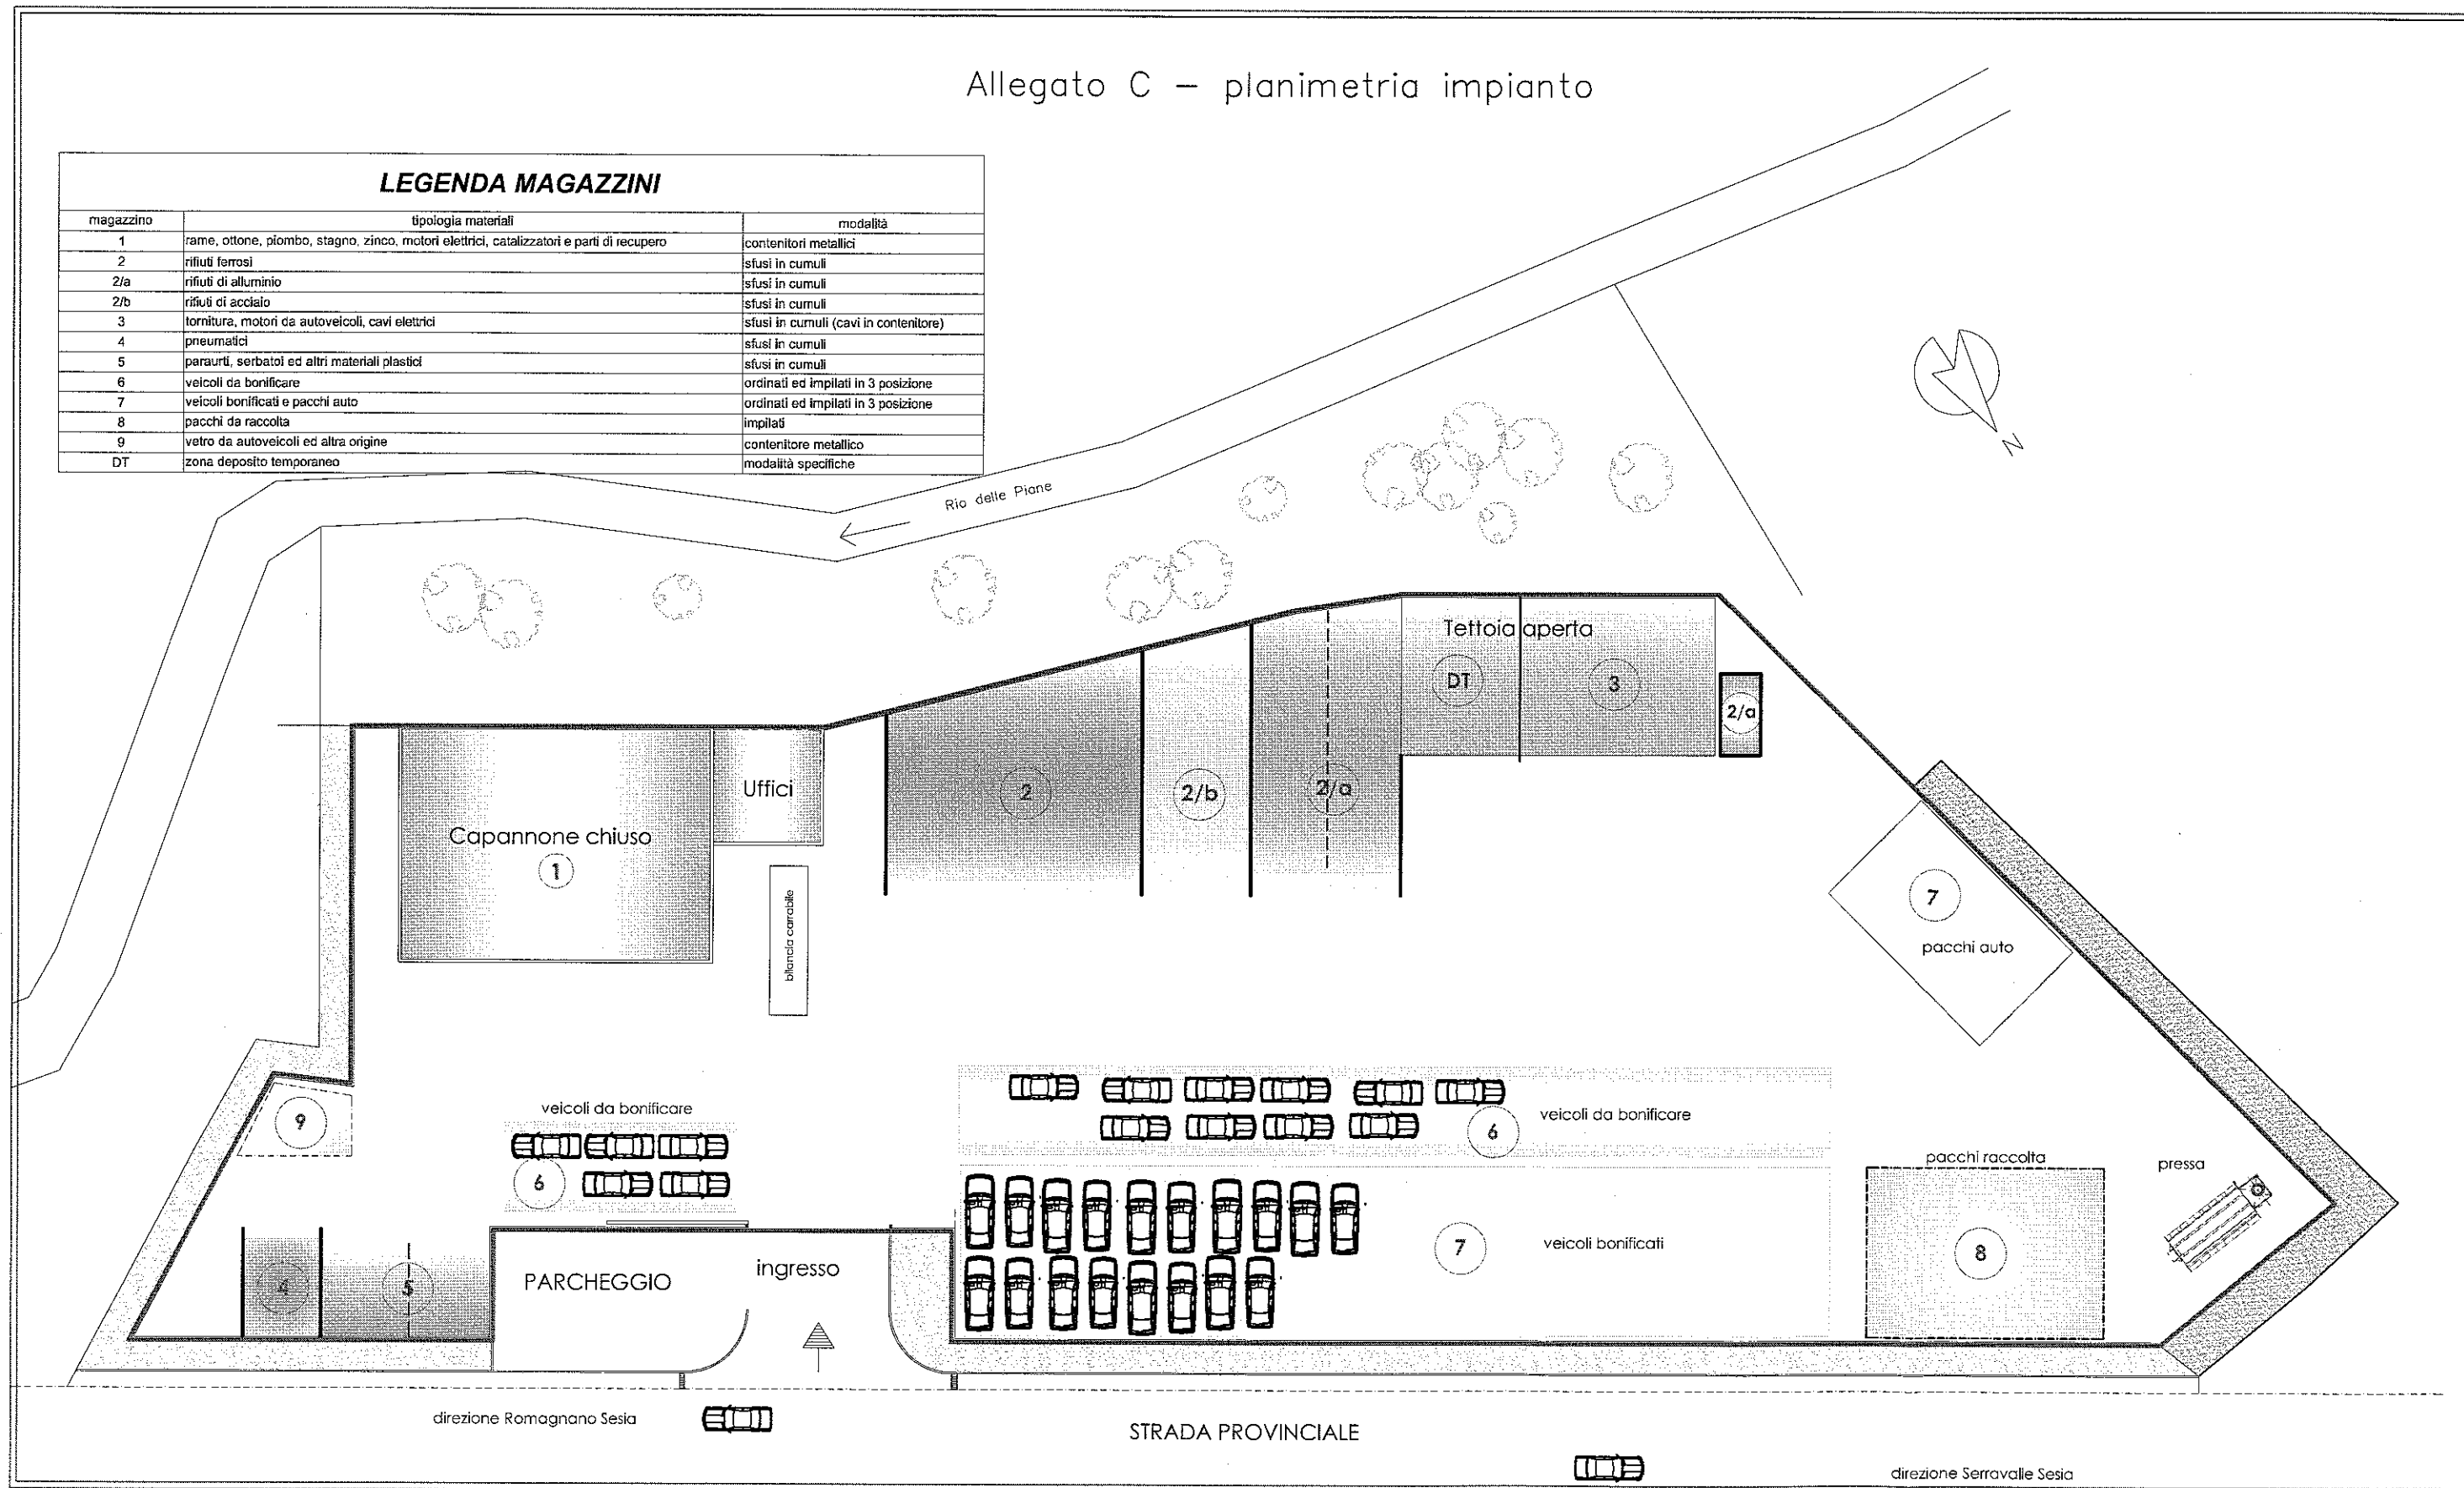 Allegato C – planimetria impianto
LEGENDA MAGAZZINI
magazzino tipologia materiali modalità
1 rame, ottone, piombo, stagno, zinco, motori elettrici, catalizzatori e parti di recupero contenitori metallici
2 rifiuti ferrosi sfusi in cumuli
2/a rifiuti di alluminio sfusi in cumuli
2/b rifiuti di acciaio sfusi in cumuli
3 tornitura, motori da autoveicoli, cavi elettrici sfusi in cumuli (cavi in contenitore)
4 pneumatici sfusi in cumuli
5 paraurti, serbatoi ed altri materiali plastici sfusi in cumuli
6 veicoli da bonificare ordinati ed impilati in 3 posizione
7 veicoli bonificati e pacchi auto ordinati ed impilati in 3 posizione
8 pacchi da raccolta impilati
9 vetro da autoveicoli ed altra origine contenitore metallico
DT zona deposito temporaneo modalità specifiche
N
Rio delle Piane
Tettoia aperta
DT
3
2/a
Uffici
2
2/b
2/a
Capannone chiuso
1
bilancia carrabile
7
pacchi auto
veicoli da bonificare
6
9
veicoli da bonificare
6
pacchi raccolta
pressa
7
veicoli bonificati
8
4
5
PARCHEGGIO
ingresso
direzione Romagnano Sesia
STRADA PROVINCIALE
direzione Serravalle Sesia